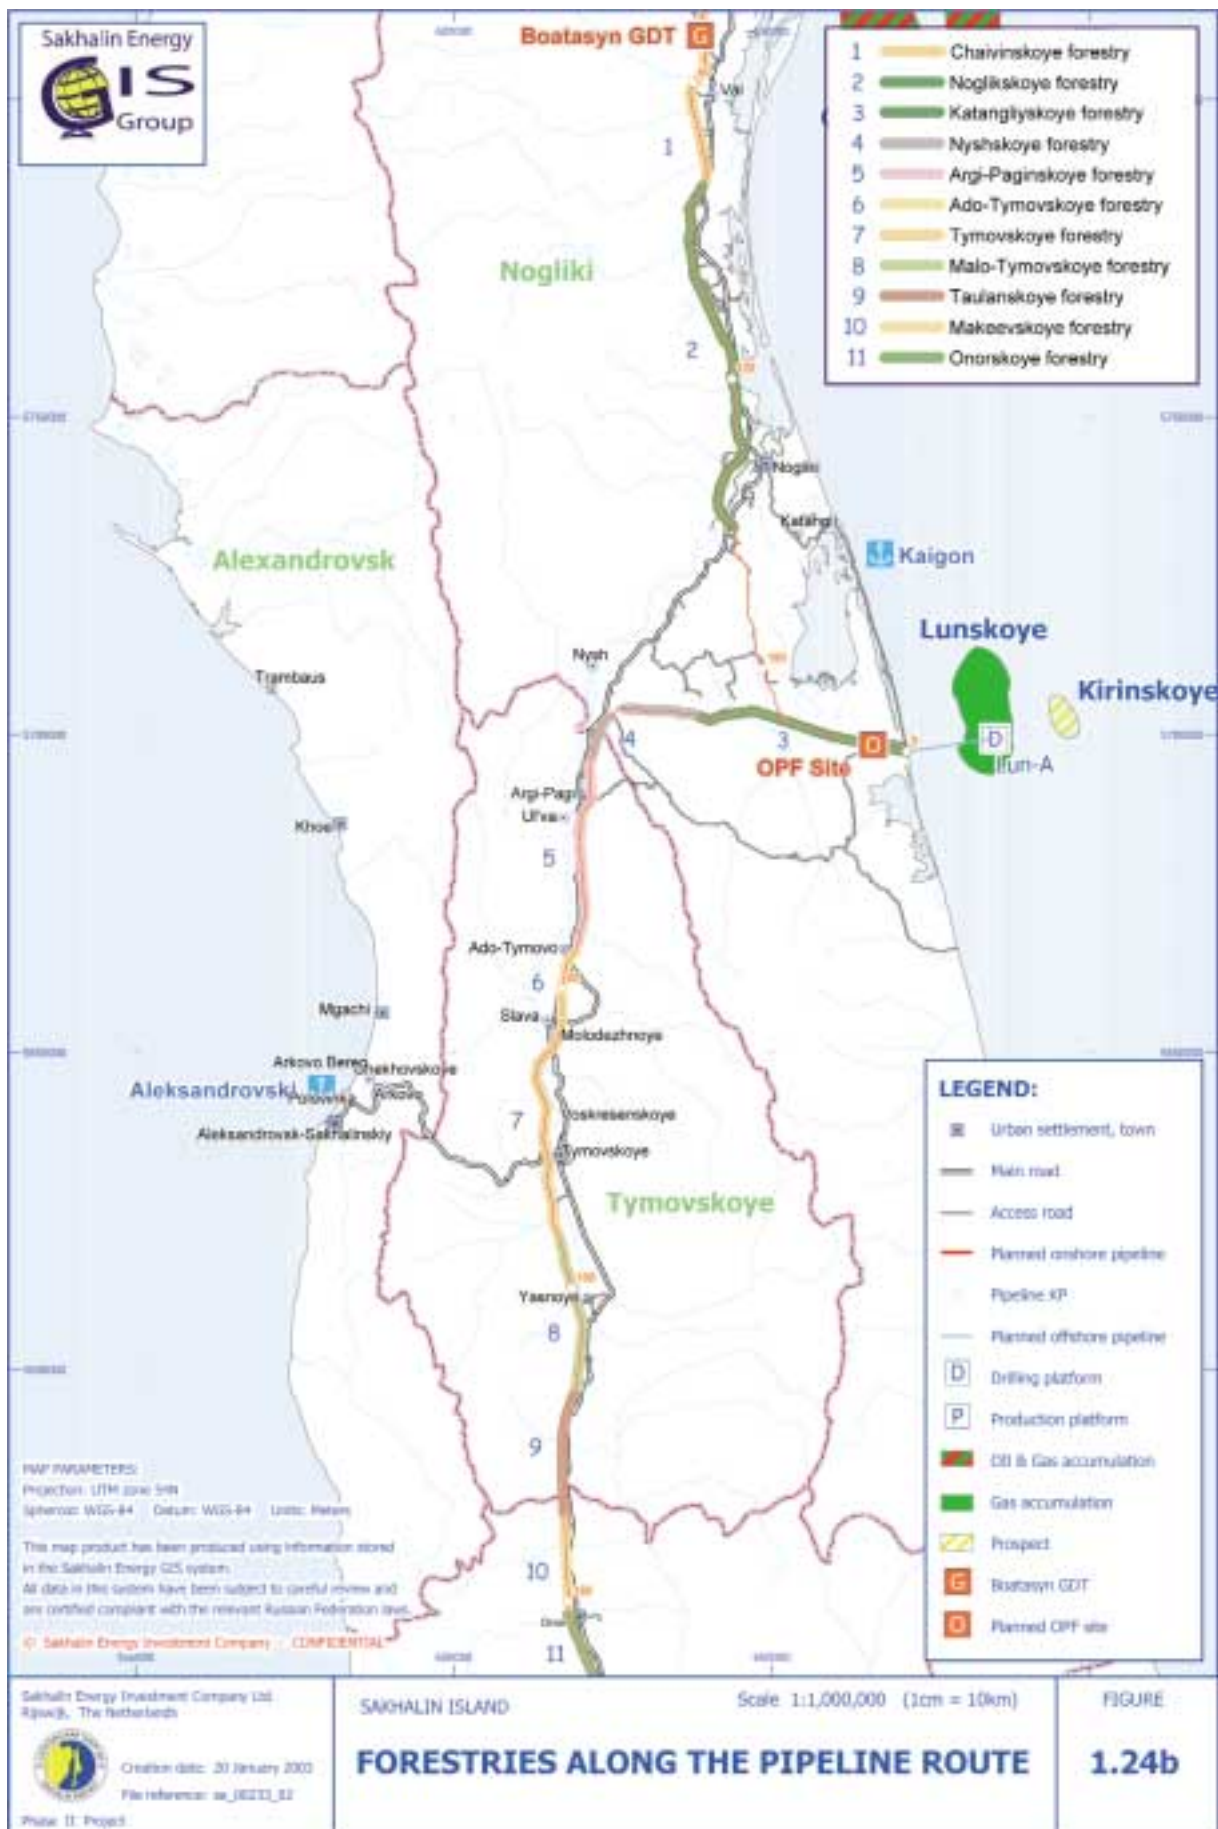 Sakhalin Energy
GIS
Group
Boatasyn GDT
G
Val
1 Chaivinskoye forestry
2 Noglikskoye forestry
3 Katangliyskoye forestry
4 Nyshskoye forestry
5 Argi-Paginskoye forestry
6 Ado-Tymovskoye forestry
7 Tymovskoye forestry
8 Malo-Tymovskoye forestry
9 Taulanskoye forestry
10 Makeevskoye forestry
11 Onorskoye forestry
1
Nogliki
2
Nogliki
Katangli
Alexandrovsk
Kaigon
Lunskoye
Nysh
Trambaus
Kirinskoye
4
3
O
D
OPF Site
Lun-A
Argi-Pagi
Ul'va
Khoe
5
Ado-Tymovo
6
Mgachi
Slava
Molodezhnoye
Arkovo Bereg
Shakhovskoye
Aleksandrovski
Polovinka
Arkovo
Aleksandrovsk-Sakhalinskiy
7
oskresenskoye
Tymovskoye
Tymovskoye
Yasnoye
8
9
10
11
LEGEND:
Urban settlement, town
Main road
Access road
Planned onshore pipeline
Pipeline KP
Planned offshore pipeline
D Drilling platform
P Production platform
Oil & Gas accumulation
Gas accumulation
Prospect
G Boatasyn GDT
O Planned OPF site
MAP PARAMETERS:
Projection: UTM zone 54N
Spheroid: WGS-84 Datum: WGS-84 Units: Meters
This map product has been produced using information stored
in the Sakhalin Energy GIS system.
All data in this system have been subject to careful review and
are certified compliant with the relevant Russian Federation laws.
© Sakhalin Energy Investment Company - CONFIDENTIAL
Sakhalin Energy Investment Company Ltd.
Rijswijk, The Netherlands
Creation date: 20 January 2003
Phase II Project
SAKHALIN ISLAND
Scale 1:1,000,000 (1cm = 10km)
FORESTRIES ALONG THE PIPELINE ROUTE
FIGURE
1.24b